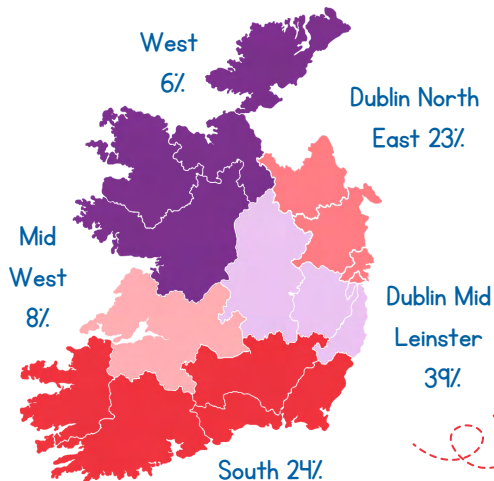 West
6%
Dublin North
East 23%
Mid
West
8%
Dublin Mid
Leinster
39%
South 24%